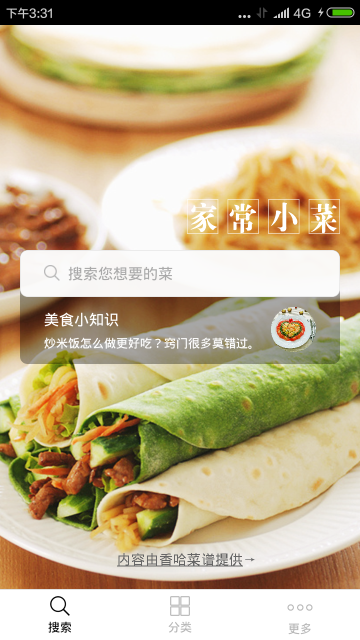 下午3:31
4G
家常小菜
搜索您想要的菜
美食小知识
炒米饭怎么做更好吃？窍门很多莫错过。
内容由香哈菜谱提供→
搜索
分类
更多